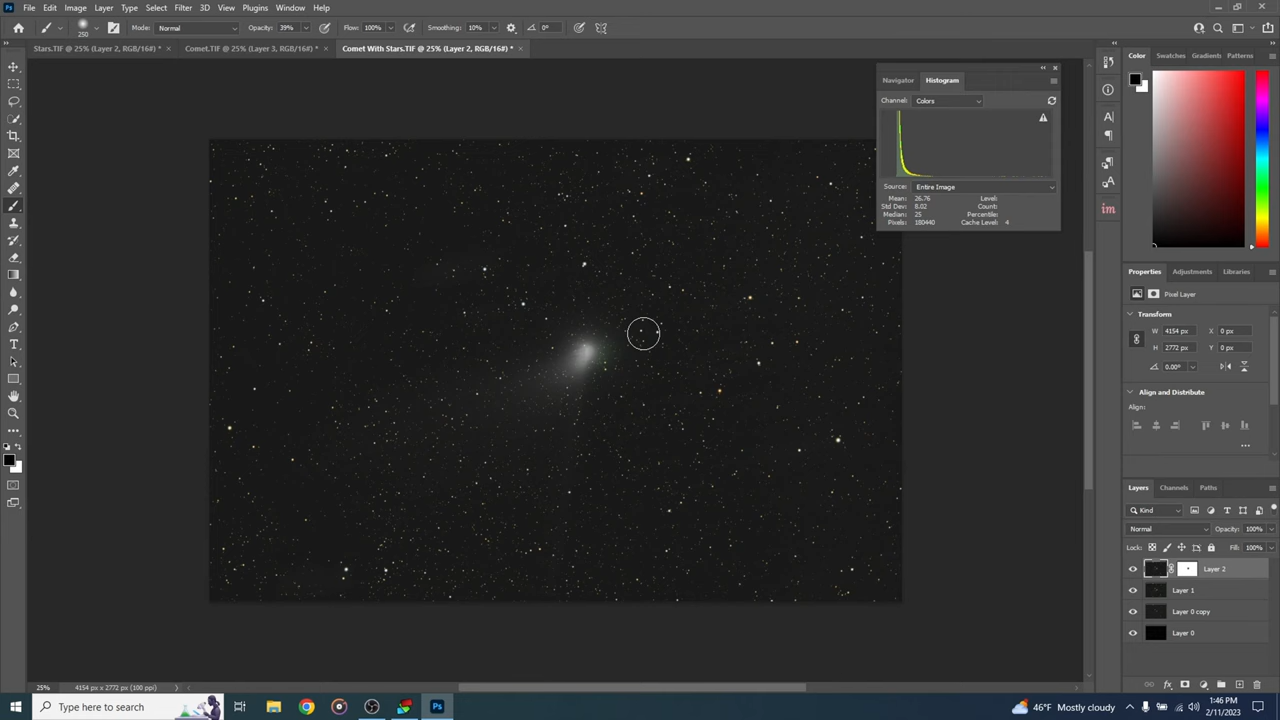 File Edit Image Layer Type Select Filter 3D View Plugins Window Help
250 Mode: Normal Opacity: 39% Flow: 100% Smoothing: 10% 0°
Stars.TIF @ 25% (Layer 2, RGB/16#) * × Comet.TIF @ 25% (Layer 3, RGB/16#) * × Comet With Stars.TIF @ 25% (Layer 2, RGB/16#) * ×
Navigator Histogram
Channel: Colors
Source: Entire Image
Mean: 26.76 Level:
Std Dev: 8.02 Count:
Median: 25 Percentile:
Pixels: 180440 Cache Level: 4
Color Swatches Gradients Patterns
Properties Adjustments Libraries
Pixel Layer
Transform
W 4154 px X 0 px
H 2772 px Y 0 px
0.00°
Align and Distribute
Align:
Layers Channels Paths
Kind
Normal Opacity: 100%
Lock: Fill: 100%
Layer 2
Layer 1
Layer 0 copy
Layer 0
25% 4154 px x 2772 px (100 ppi)
Type here to search
46°F Mostly cloudy
1:46 PM
2/11/2023
im